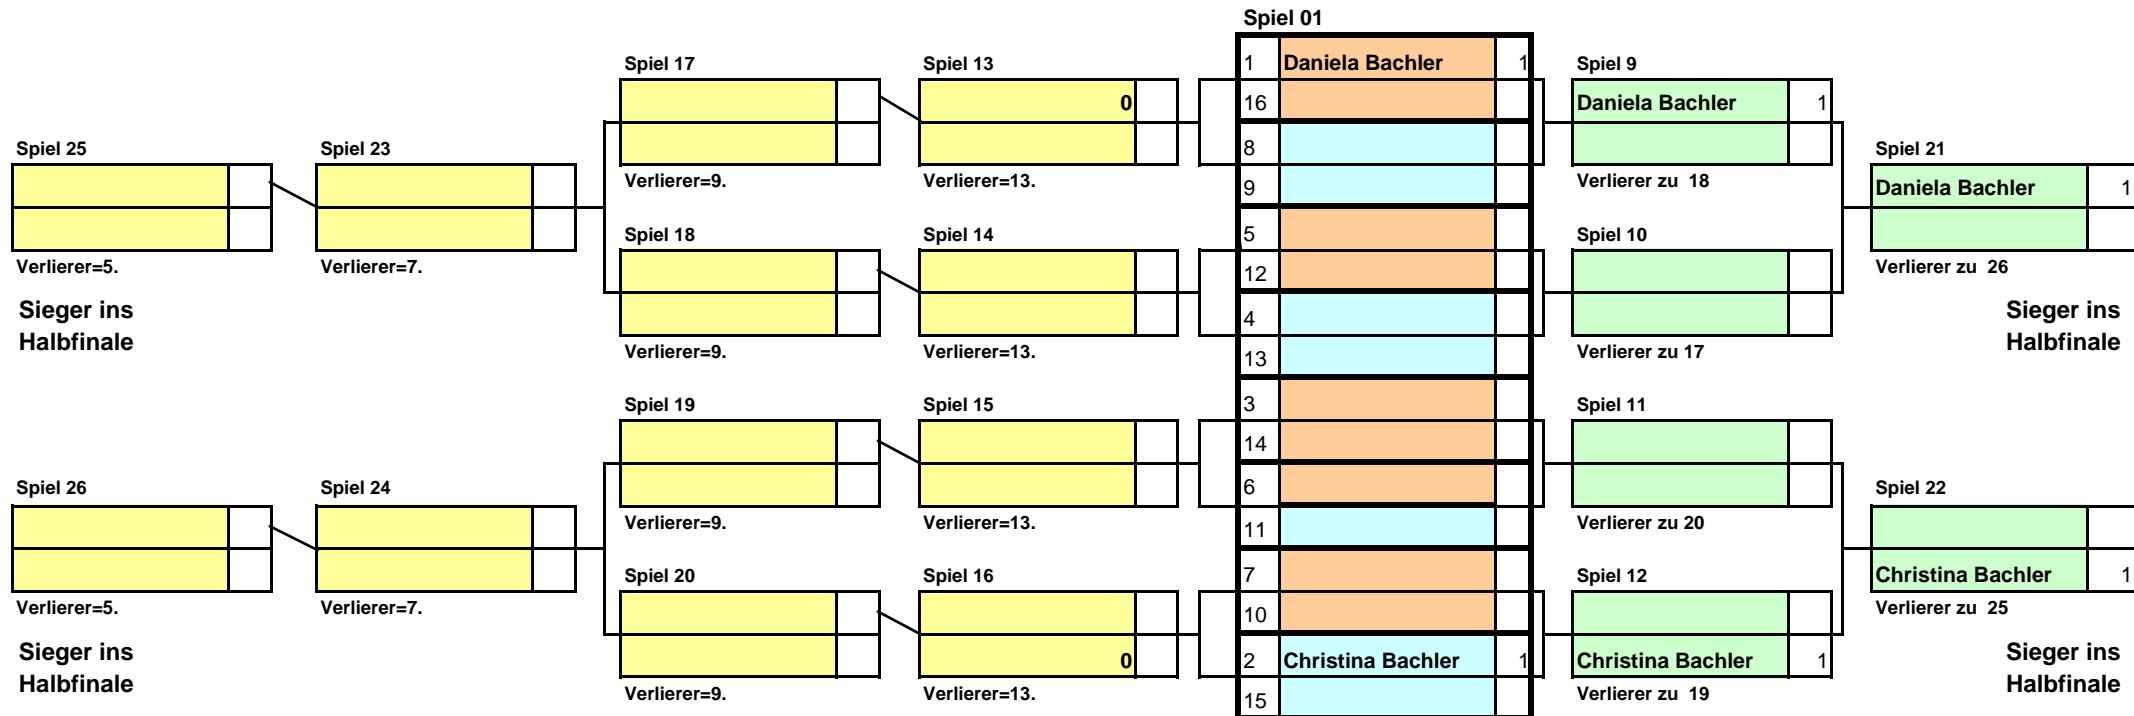 Spiel 01
Spiel 17 Spiel 13 1 Daniela Bachler 1 Spiel 9
0 16 Daniela Bachler 1
Spiel 25 Spiel 23 8 Spiel 21
Verlierer=9. Verlierer=13. 9 Verlierer zu 18 Daniela Bachler 1
Spiel 18 Spiel 14 5 Spiel 10
Verlierer=5. Verlierer=7. 12 Verlierer zu 26
Sieger ins 4 Sieger ins
Halbfinale Verlierer=9. Verlierer=13. 13 Verlierer zu 17 Halbfinale
Spiel 19 Spiel 15 3 Spiel 11
14
Spiel 26 Spiel 24 6 Spiel 22
Verlierer=9. Verlierer=13. 11 Verlierer zu 20
Spiel 20 Spiel 16 7 Spiel 12 Christina Bachler 1
Verlierer=5. Verlierer=7. 10 Verlierer zu 25
Sieger ins 0 2 Christina Bachler 1 Christina Bachler 1 Sieger ins
Halbfinale Verlierer=9. Verlierer=13. 15 Verlierer zu 19 Halbfinale